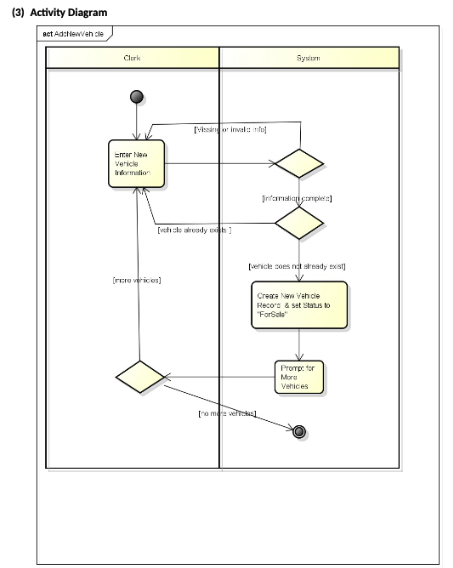 (3) Activity Diagram
act AddNewVehicle
Clerk
System
[Missing or invalid info]
Enter New
Vehicle
Information
[information complete]
[vehicle already exists ]
[vehicle does not already exist]
[more vehicles]
Create New Vehicle
Record & set Status to
"ForSale"
Prompt for
More
Vehicles
[no more vehicles]